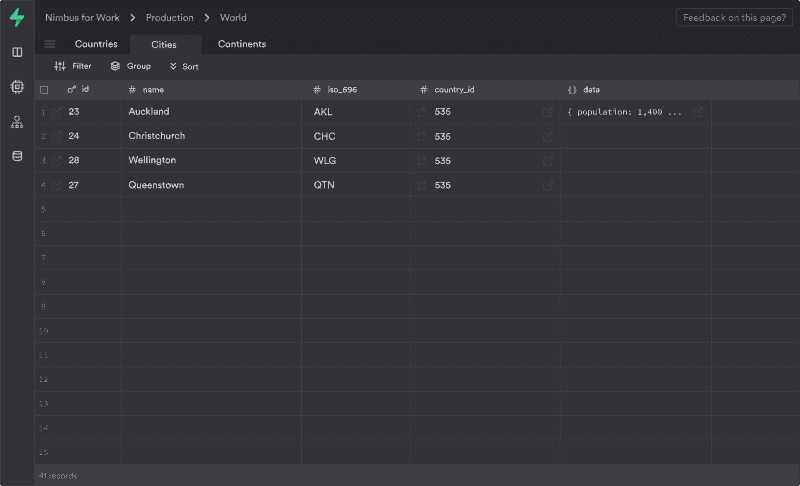 Nimbus for Work > Production > World
Feedback on this page?
Countries Cities Continents
Filter Group Sort
id # name # iso_696 # country_id {} data
1 23 Auckland AKL 535 { population: 1,400 ...
2 24 Christchurch CHC 535
3 28 Wellington WLG 535
4 27 Queenstown QTN 535
5
6
7
8
9
10
11
12
13
14
15
41 records